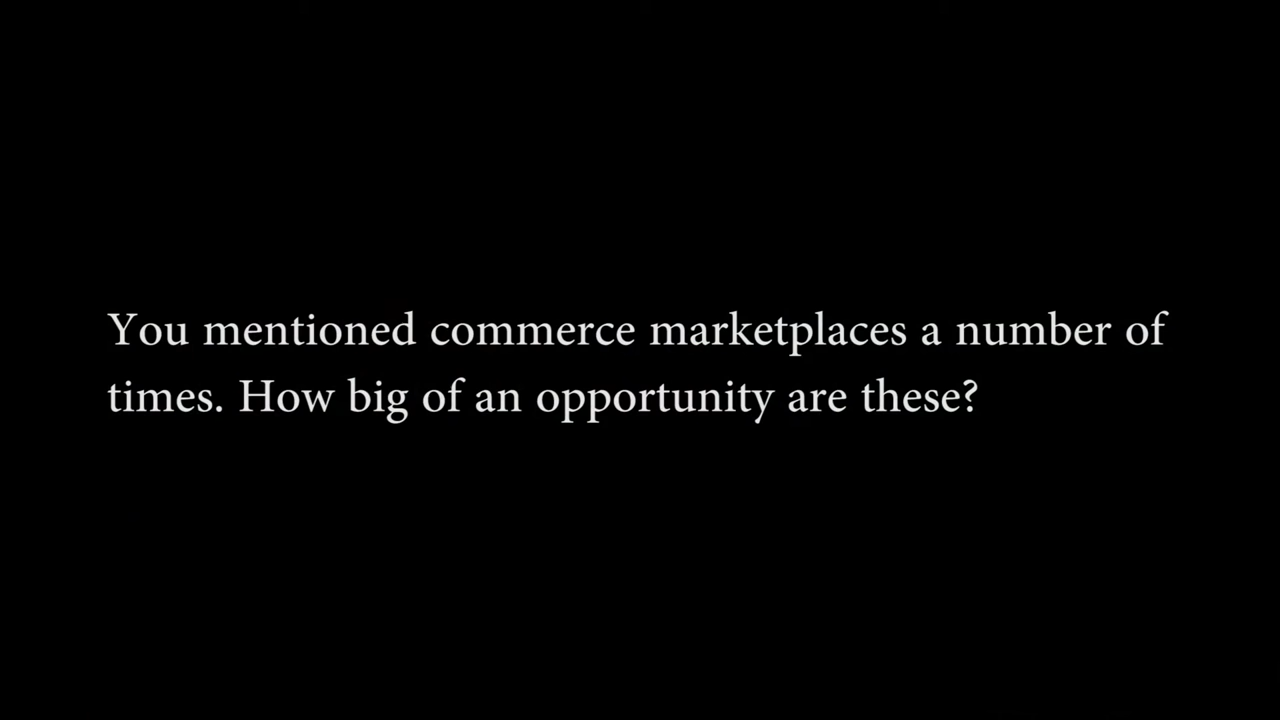 You mentioned commerce marketplaces a number of
times. How big of an opportunity are these?